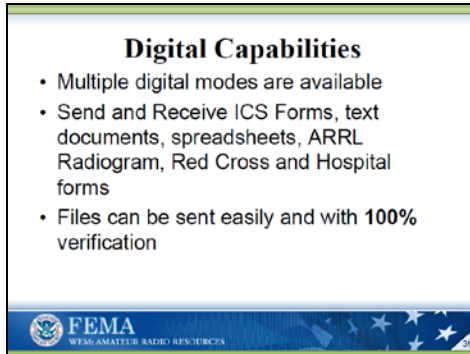 Digital Capabilities
• Multiple digital modes are available
• Send and Receive ICS Forms, text
documents, spreadsheets, ARRL
Radiogram, Red Cross and Hospital
forms
• Files can be sent easily and with 100%
verification
FEMA
WEM: AMATEUR RADIO RESOURCES